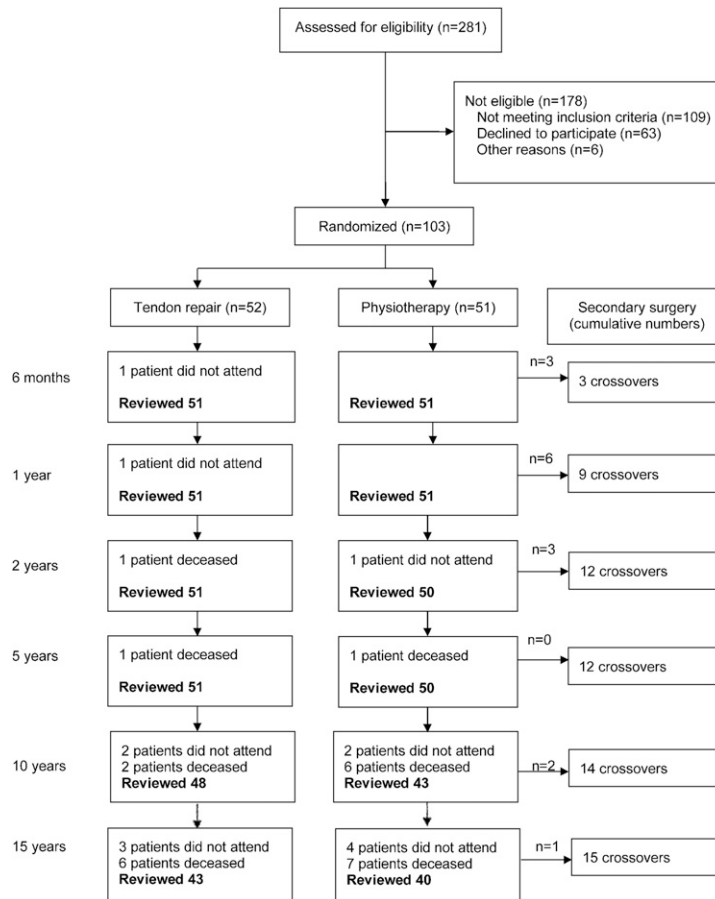 Assessed for eligibility (n=281)
Not eligible (n=178)
Not meeting inclusion criteria (n=109)
Declined to participate (n=63)
Other reasons (n=6)
Randomized (n=103)
Tendon repair (n=52)
Physiotherapy (n=51)
Secondary surgery
(cumulative numbers)
6 months
1 patient did not attend
Reviewed 51
Reviewed 51
n=3
3 crossovers
1 year
1 patient did not attend
Reviewed 51
Reviewed 51
n=6
9 crossovers
2 years
1 patient deceased
Reviewed 51
1 patient did not attend
Reviewed 50
n=3
12 crossovers
5 years
1 patient deceased
Reviewed 51
1 patient deceased
Reviewed 50
n=0
12 crossovers
10 years
2 patients did not attend
2 patients deceased
Reviewed 48
2 patients did not attend
6 patients deceased
Reviewed 43
n=2
14 crossovers
15 years
3 patients did not attend
6 patients deceased
Reviewed 43
4 patients did not attend
7 patients deceased
Reviewed 40
n=1
15 crossovers